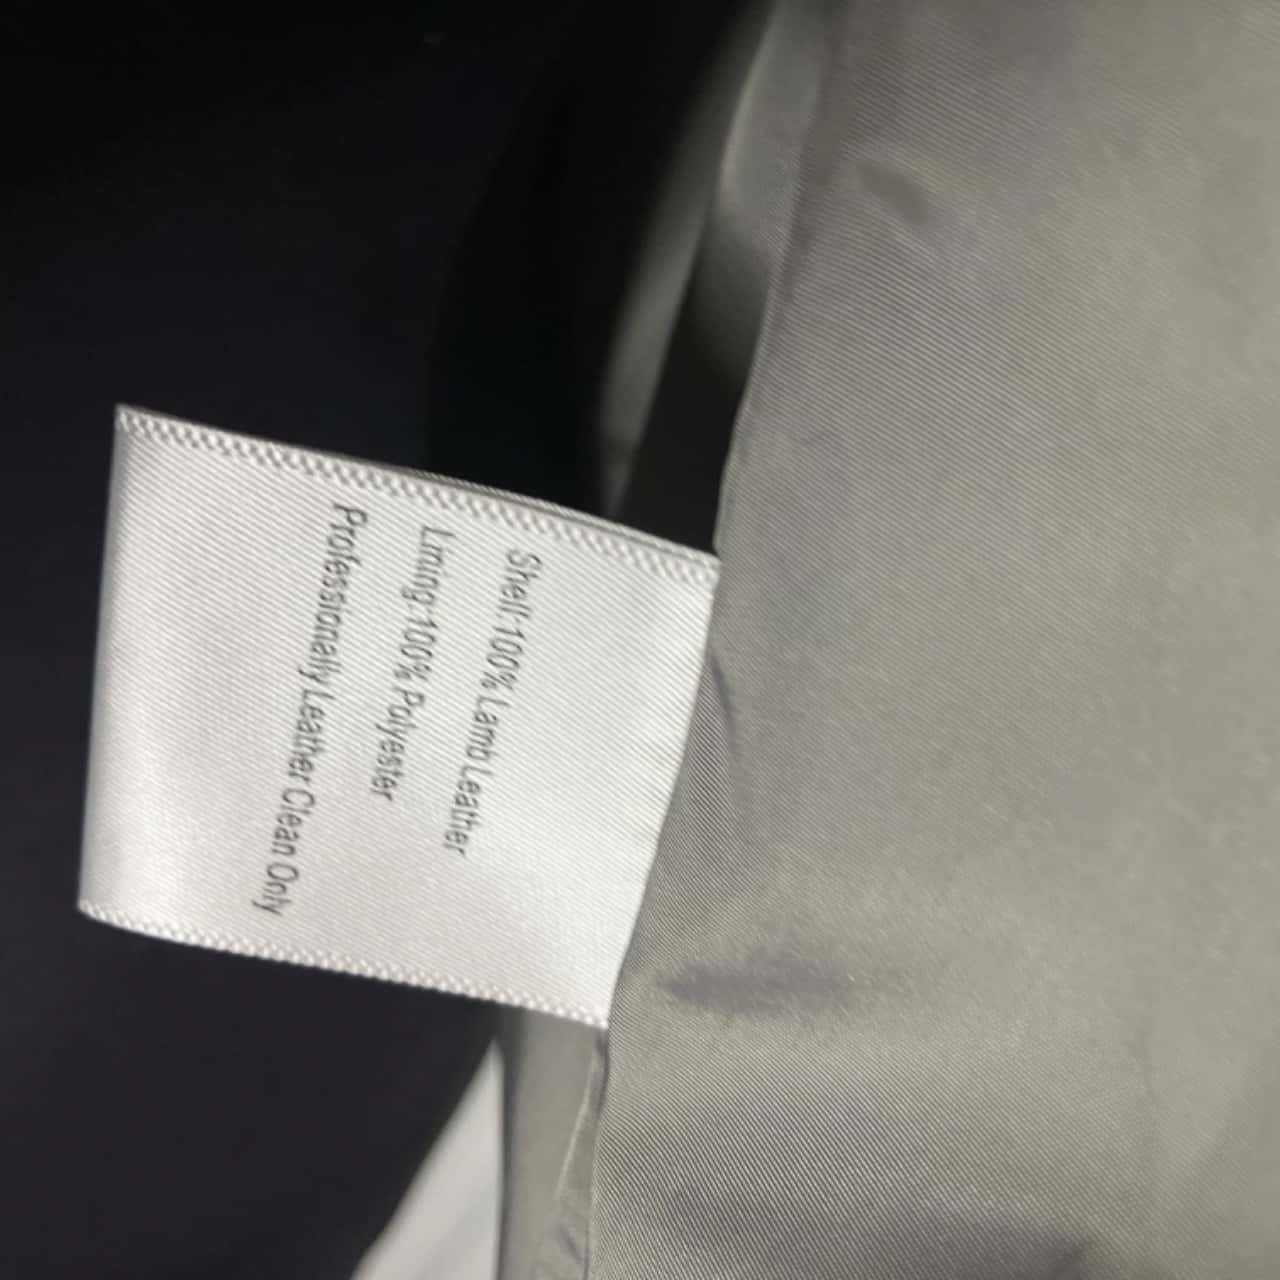 Shell:100% Lamb Leather
Lining:100% Polyester
Professionally Leather Clean Only